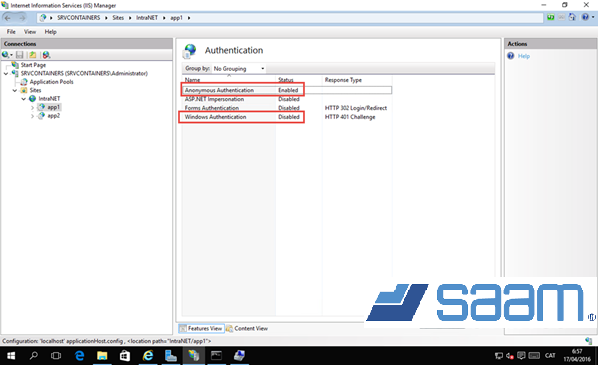 Internet Information Services (IIS) Manager
SRVCONTAINERS ▸ Sites ▸ IntraNET ▸ app1 ▸
File View Help
Connections
Start Page
SRVCONTAINERS (SRVCONTAINERS\Administrator)
Application Pools
Sites
IntraNET
app1
app2
Authentication
Group by: No Grouping
Name Status Response Type
Anonymous Authentication Enabled
ASP.NET Impersonation Disabled
Forms Authentication Disabled HTTP 302 Login/Redirect
Windows Authentication Disabled HTTP 401 Challenge
Features View Content View
Actions
Help
saam®
Configuration: 'localhost' applicationHost.config , <location path="IntraNET/app1">
CAT
6:57
17/04/2016